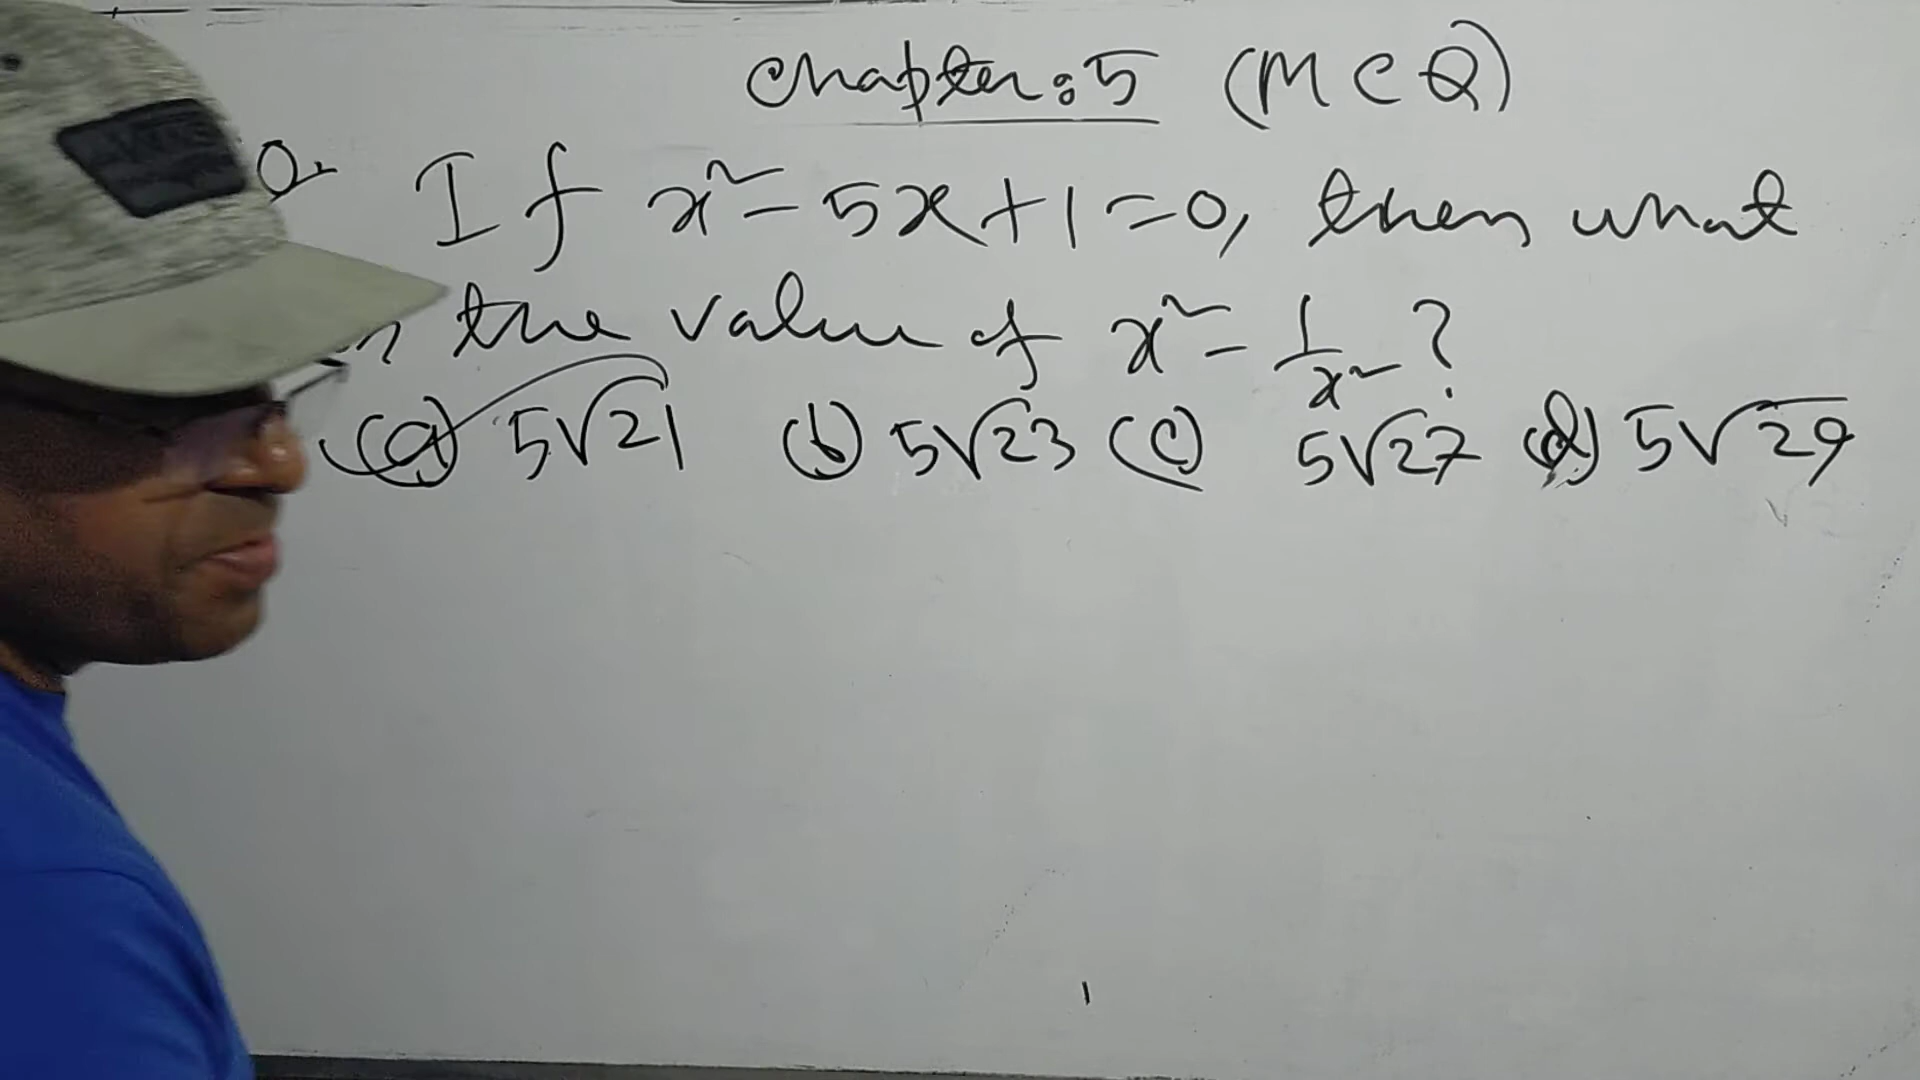 Chapter: 5 (MCQ)
Q. If x² - 5x + 1 = 0, then what
the value of x² - 1/x² ?
(a) 5√21 (b) 5√23 (c) 5√27 (d) 5√29